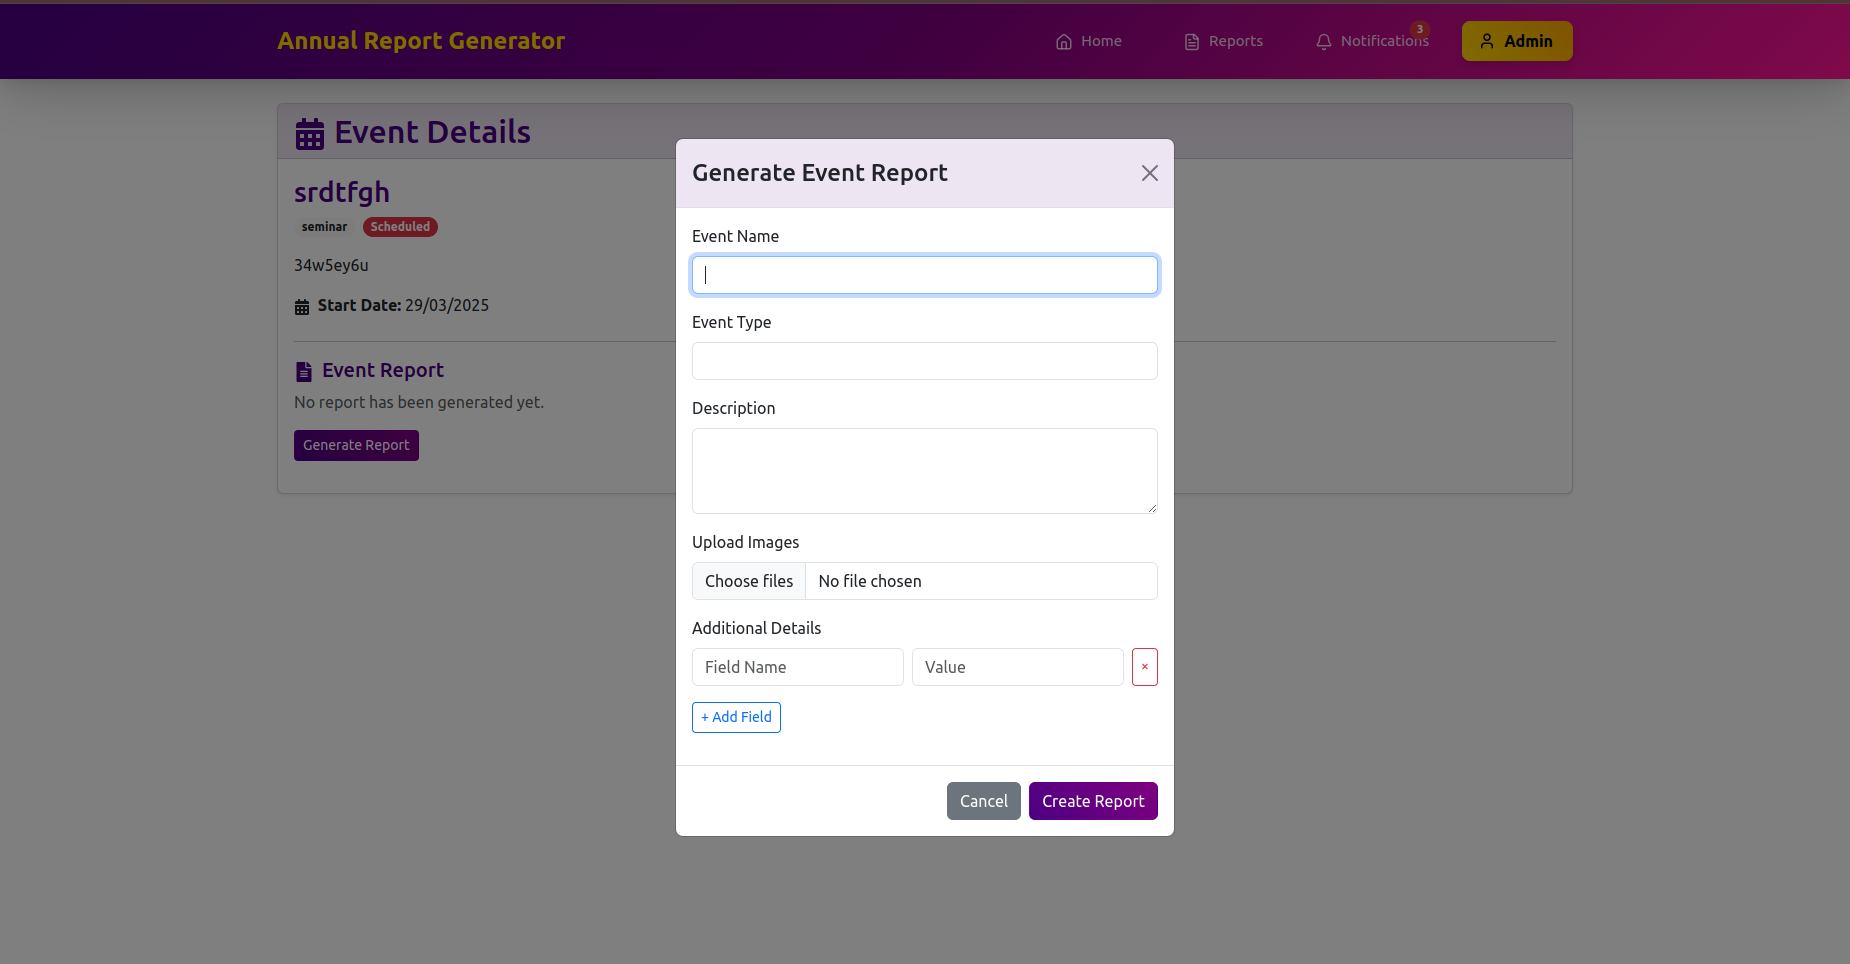 Annual Report Generator
Home
Reports
Notifications
3
Admin
Event Details
srdtfgh
seminar
Scheduled
34w5ey6u
Start Date: 29/03/2025
Event Report
No report has been generated yet.
Generate Report
Generate Event Report
Event Name
Event Type
Description
Upload Images
Choose files No file chosen
Additional Details
Field Name Value ×
+ Add Field
Cancel Create Report